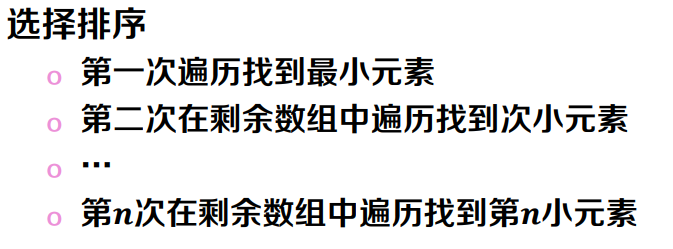 选择排序
第一次遍历找到最小元素
第二次在剩余数组中遍历找到次小元素
…
第n次在剩余数组中遍历找到第n小元素